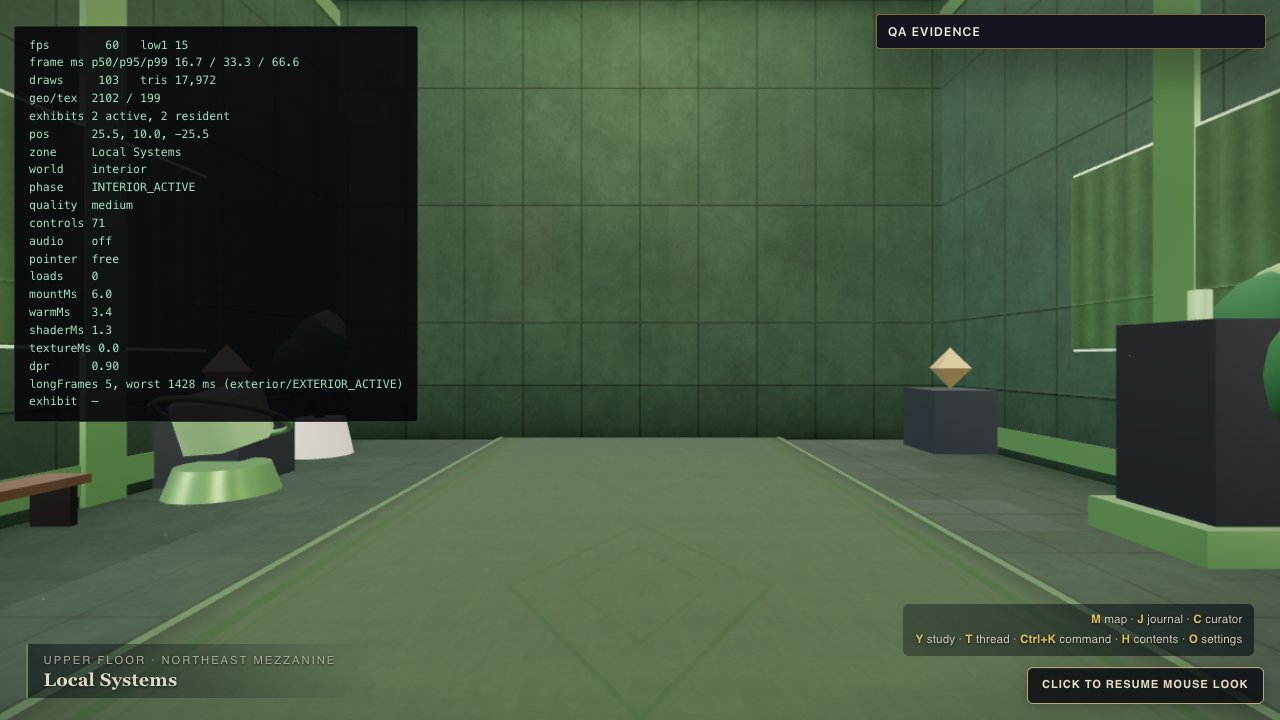 fps 60 low1 15
frame ms p50/p95/p99 16.7 / 33.3 / 66.6
draws 103 tris 17,972
geo/tex 2102 / 199
exhibits 2 active, 2 resident
pos 25.5, 10.0, −25.5
zone Local Systems
world interior
phase INTERIOR_ACTIVE
quality medium
controls 71
audio off
pointer free
loads 0
mountMs 6.0
warmMs 3.4
shaderMs 1.3
textureMs 0.0
dpr 0.90
longFrames 5, worst 1428 ms (exterior/EXTERIOR_ACTIVE)
exhibit —
QA EVIDENCE
M map · J journal · C curator
Y study · T thread · Ctrl+K command · H contents · O settings
CLICK TO RESUME MOUSE LOOK
UPPER FLOOR · NORTHEAST MEZZANINE
Local Systems